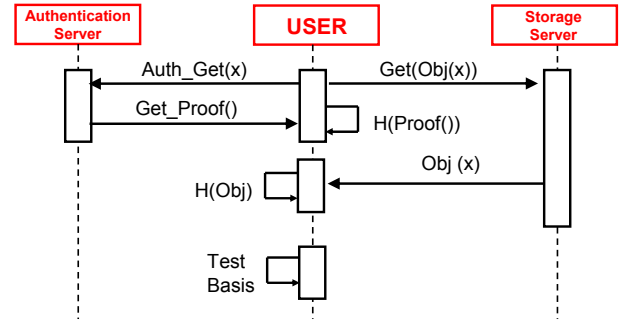 Authentication
Server
USER
Storage
Server
Auth_Get(x)
Get(Obj(x))
Get_Proof()
H(Proof())
Obj (x)
H(Obj)
Test
Basis